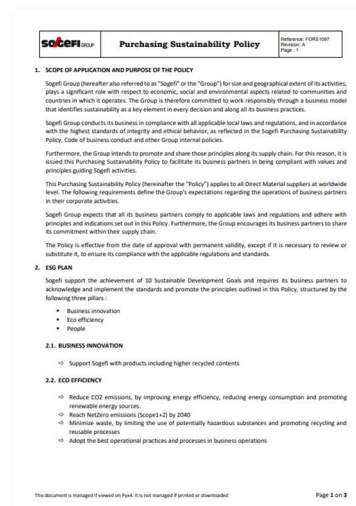 SOGEFI GROUP
Purchasing Sustainability Policy
Reference: FORS1097
Revision: A
Page : 1
1. SCOPE OF APPLICATION AND PURPOSE OF THE POLICY
Sogefi Group (hereafter also referred to as "Sogefi" or the "Group") for size and geographical extent of its activities,
plays a significant role with respect to economic, social and environmental aspects related to communities and
countries in which it operates. The Group is therefore committed to work responsibly through a business model
that identifies sustainability as a key element in every decision and along all its business practices.
Sogefi Group conducts its business in compliance with all applicable local laws and regulations, and in accordance
with the highest standards of integrity and ethical behavior, as reflected in the Sogefi Purchasing Sustainability
Policy, Code of business conduct and other Group internal policies.
Furthermore, the Group intends to promote and share those principles along its supply chain. For this reason, it is
issued this Purchasing Sustainability Policy to facilitate its business partners in being compliant with values and
principles guiding Sogefi activities.
This Purchasing Sustainability Policy (hereinafter the "Policy") applies to all Direct Material suppliers at worldwide
level. The following requirements define the Group's expectations regarding the operations of business partners
in their corporate activities.
Sogefi Group expects that all its business partners comply to applicable laws and regulations and adhere with
principles and indications set out in this Policy. Furthermore, the Group encourages its business partners to share
its commitment within their supply chain.
The Policy is effective from the date of approval with permanent validity, except if it is necessary to review or
substitute it, to ensure its compliance with the applicable regulations and standards.
2. ESG PLAN
Sogefi support the achievement of 10 Sustainable Development Goals and requires its business partners to
acknowledge and implement the standards and promote the principles outlined in this Policy, structured by the
following three pillars :
▪ Business innovation
▪ Eco efficiency
▪ People
2.1. BUSINESS INNOVATION
⇨ Support Sogefi with products including higher recycled contents
2.2. ECO EFFICIENCY
⇨ Reduce CO2 emissions, by improving energy efficiency, reducing energy consumption and promoting
renewable energy sources.
⇨ Reach NetZero emissions (Scope1+2) by 2040
⇨ Minimize waste, by limiting the use of potentially hazardous substances and promoting recycling and
reusable processes
⇨ Adopt the best operational practices and processes in business operations
This document is managed if viewed on Pyx4. It is not managed if printed or downloaded
Page 1 on 3